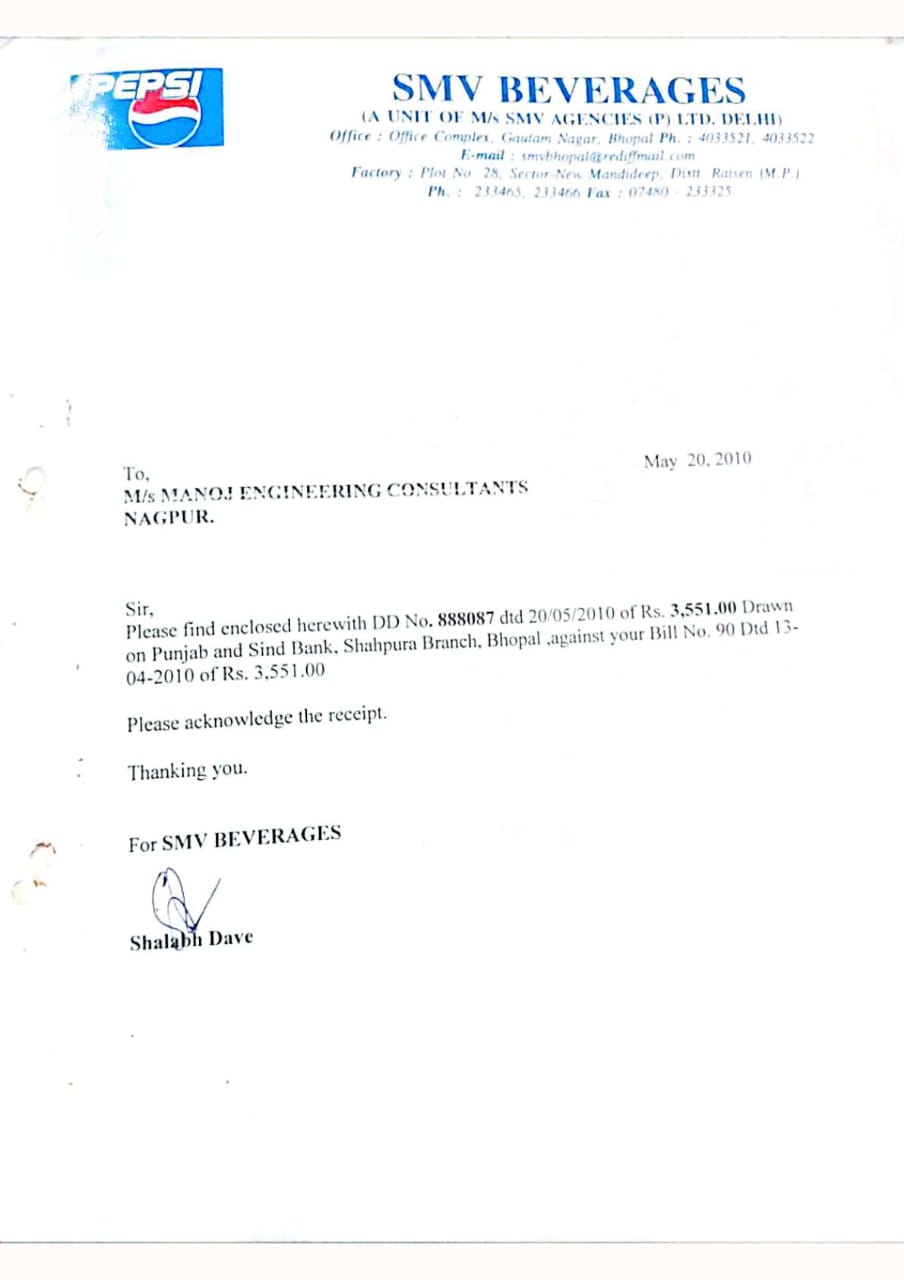 PEPSI
SMV BEVERAGES
(A UNIT OF M/s SMV AGENCIES (P) LTD. DELHI)
Office : Office Complex, Gautam Nagar, Bhopal Ph. : 4033521, 4033522
E-mail : smvbhopal@rediffmail.com
Factory : Plot No. 28, Sector-New Mandideep, Distt. Raisen (M.P.)
Ph. : 233465, 233466 Fax : 07480 - 233325
May 20, 2010
To,
M/s MANOJ ENGINEERING CONSULTANTS
NAGPUR.
Sir,
Please find enclosed herewith DD No. 888087 dtd 20/05/2010 of Rs. 3,551.00 Drawn
on Punjab and Sind Bank, Shahpura Branch, Bhopal ,against your Bill No. 90 Dtd 13-
04-2010 of Rs. 3,551.00
Please acknowledge the receipt.
Thanking you.
For SMV BEVERAGES
Shalabh Dave